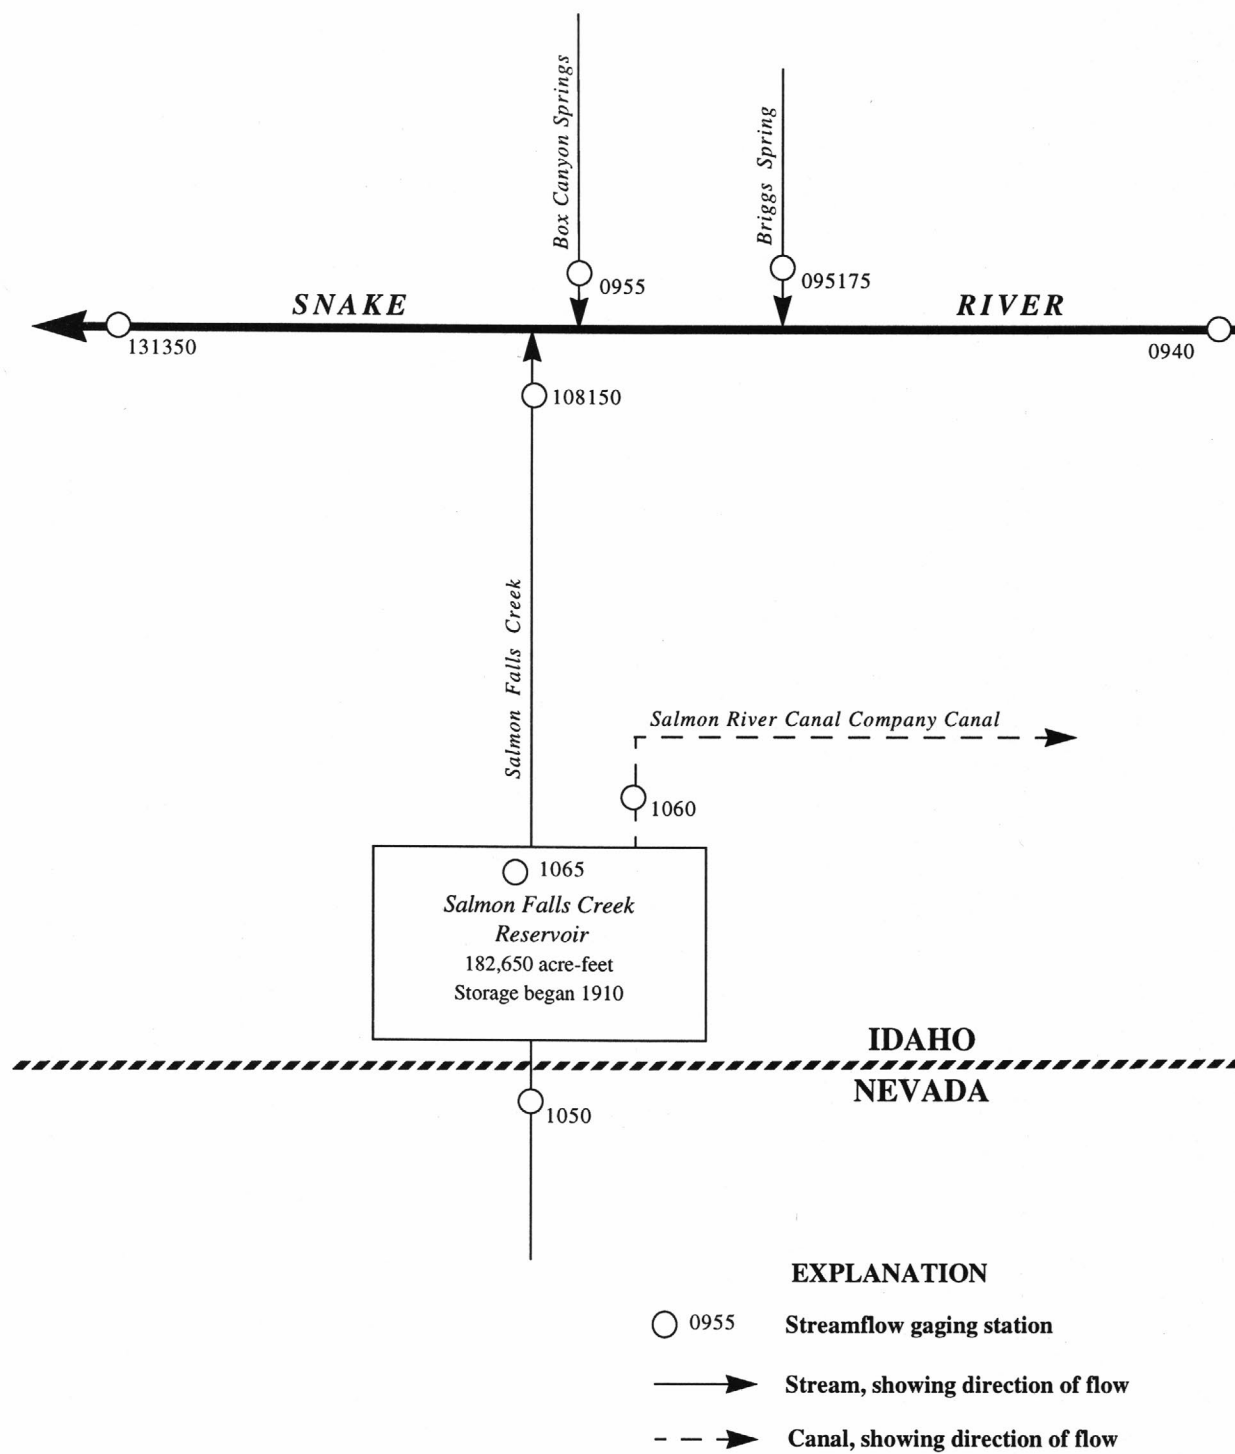 Box Canyon Springs
Briggs Spring
0955
095175
SNAKE
RIVER
131350
0940
108150
Salmon Falls Creek
Salmon River Canal Company Canal
1060
1065
Salmon Falls Creek
Reservoir
182,650 acre-feet
Storage began 1910
IDAHO
NEVADA
1050
EXPLANATION
0955 Streamflow gaging station
Stream, showing direction of flow
Canal, showing direction of flow